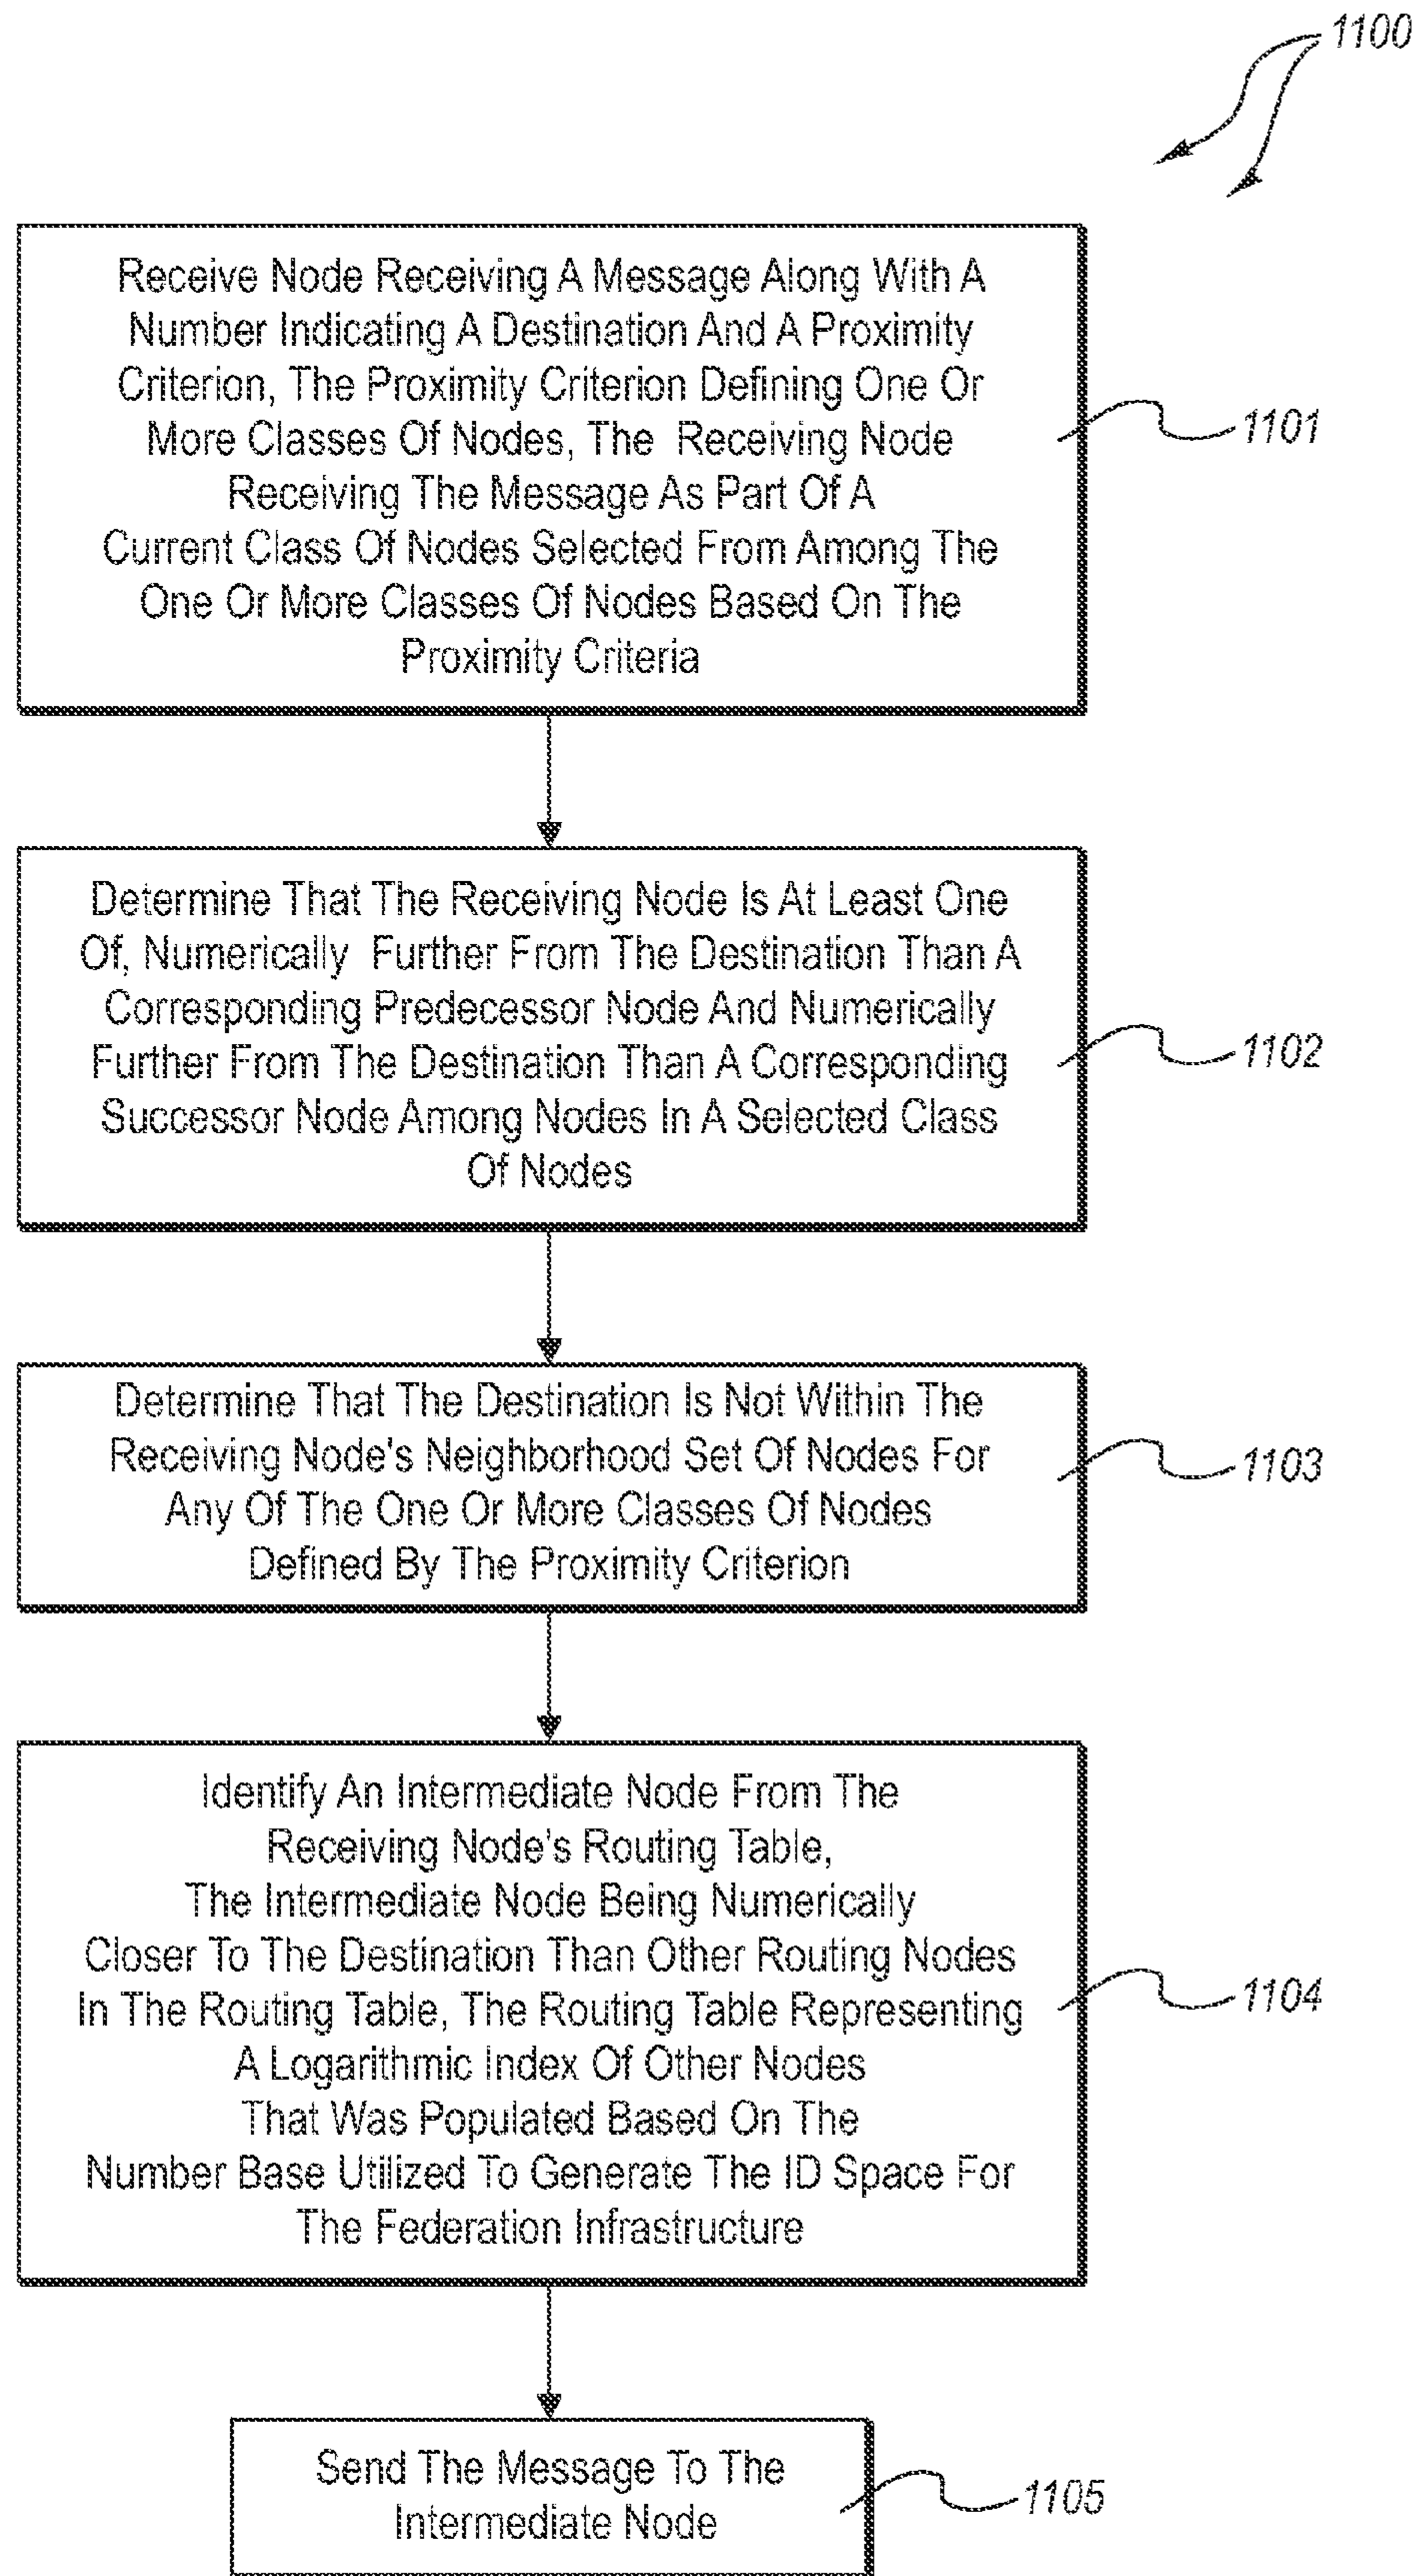 1100
Receive Node Receiving A Message Along With A
Number Indicating A Destination And A Proximity
Criterion, The Proximity Criterion Defining One Or
More Classes Of Nodes, The Receiving Node
Receiving The Message As Part Of A
Current Class Of Nodes Selected From Among The
One Or More Classes Of Nodes Based On The
Proximity Criteria
1101
Determine That The Receiving Node Is At Least One
Of, Numerically Further From The Destination Than A
Corresponding Predecessor Node And Numerically
Further From The Destination Than A Corresponding
Successor Node Among Nodes In A Selected Class
Of Nodes
1102
Determine That The Destination Is Not Within The
Receiving Node's Neighborhood Set Of Nodes For
Any Of The One Or More Classes Of Nodes
Defined By The Proximity Criterion
1103
Identify An Intermediate Node From The
Receiving Node's Routing Table,
The Intermediate Node Being Numerically
Closer To The Destination Than Other Routing Nodes
In The Routing Table, The Routing Table Representing
A Logarithmic Index Of Other Nodes
That Was Populated Based On The
Number Base Utilized To Generate The ID Space For
The Federation Infrastructure
1104
Send The Message To The
Intermediate Node
1105